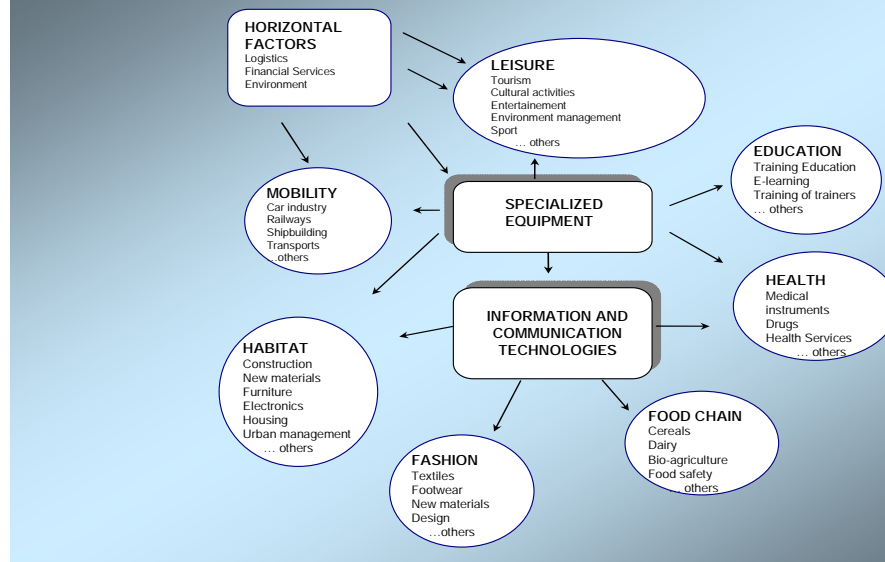 HORIZONTAL
FACTORS
Logistics
Financial Services
Environment
LEISURE
Tourism
Cultural activities
Entertainement
Environment management
Sport
... others
EDUCATION
Training Education
E-learning
Training of trainers
... others
MOBILITY
Car industry
Railways
Shipbuilding
Transports
...others
SPECIALIZED
EQUIPMENT
HEALTH
Medical
instruments
Drugs
Health Services
... others
INFORMATION AND
COMMUNICATION
TECHNOLOGIES
HABITAT
Construction
New materials
Furniture
Electronics
Housing
Urban management
... others
FOOD CHAIN
Cereals
Dairy
Bio-agriculture
Food safety
... others
FASHION
Textiles
Footwear
New materials
Design
...others